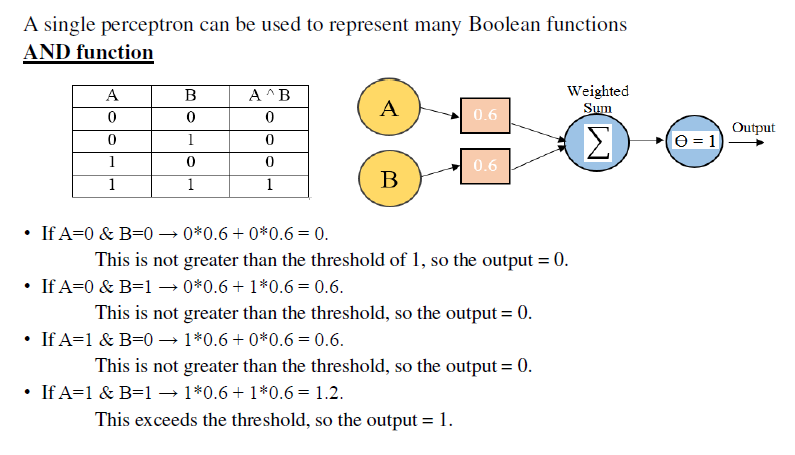 A single perceptron can be used to represent many Boolean functions
AND function
A B A ^ B
0 0 0
0 1 0
1 0 0
1 1 1
A
0.6
B
0.6
Weighted
Sum
∑
Θ = 1
Output
• If A=0 & B=0 → 0*0.6 + 0*0.6 = 0.
This is not greater than the threshold of 1, so the output = 0.
• If A=0 & B=1 → 0*0.6 + 1*0.6 = 0.6.
This is not greater than the threshold, so the output = 0.
• If A=1 & B=0 → 1*0.6 + 0*0.6 = 0.6.
This is not greater than the threshold, so the output = 0.
• If A=1 & B=1 → 1*0.6 + 1*0.6 = 1.2.
This exceeds the threshold, so the output = 1.